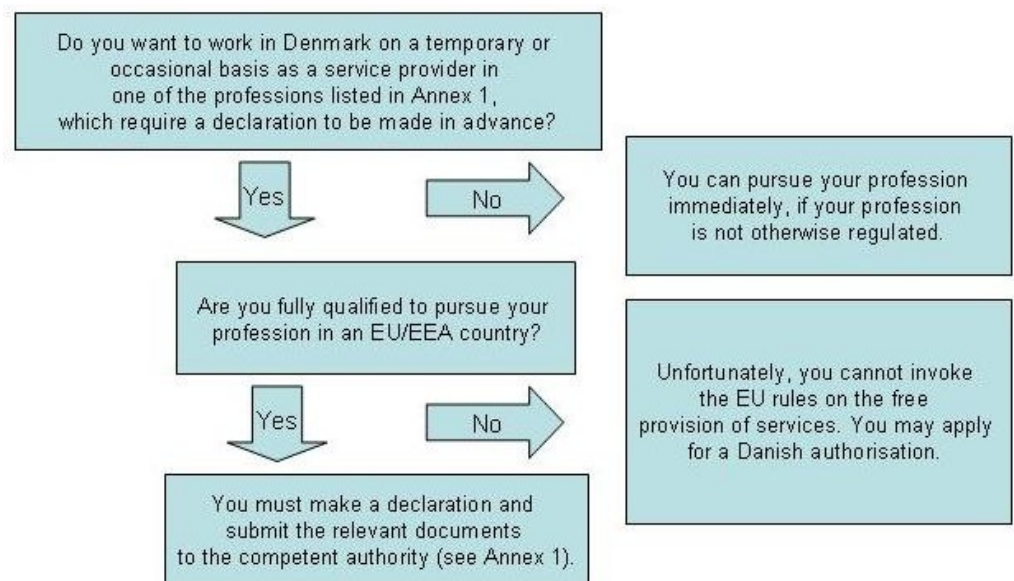 Do you want to work in Denmark on a temporary or
occasional basis as a service provider in
one of the professions listed in Annex 1,
which require a declaration to be made in advance?
Yes
No
You can pursue your profession
immediately, if your profession
is not otherwise regulated.
Are you fully qualified to pursue your
profession in an EU/EEA country?
Yes
No
Unfortunately, you cannot invoke
the EU rules on the free
provision of services. You may apply
for a Danish authorisation.
You must make a declaration and
submit the relevant documents
to the competent authority (see Annex 1).